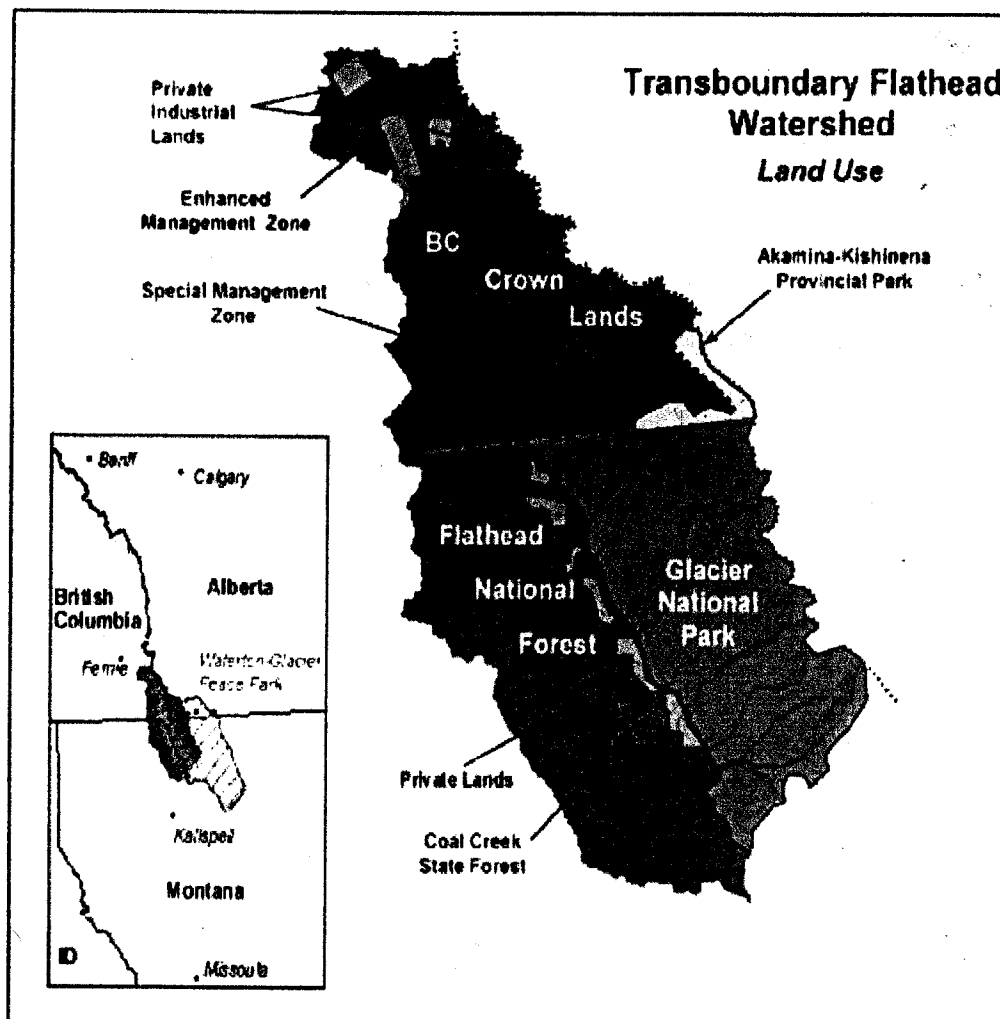 Transboundary Flathead
Watershed
Land Use
Private
Industrial
Lands
Enhanced
Management Zone
Special Management
Zone
BC
Crown
Lands
Akamina-Kishinena
Provincial Park
Flathead
National
Forest
Glacier
National
Park
Private Lands
Coal Creek
State Forest
Banff
Calgary
British
Columbia
Alberta
Fernie
Waterton-Glacier
Peace Park
Kalispell
Montana
ID
Missoula